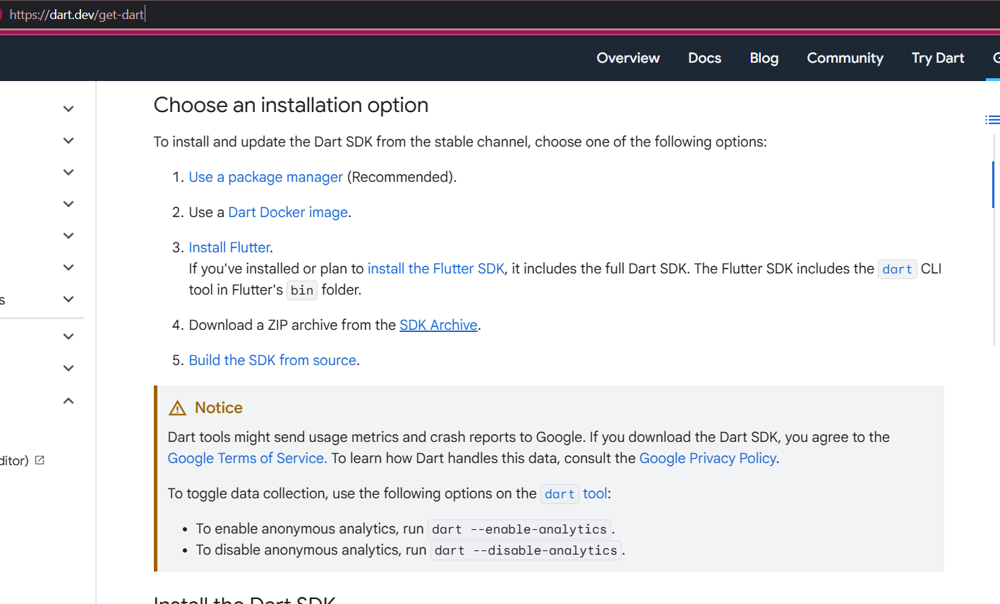 https://dart.dev/get-dart
Overview Docs Blog Community Try Dart
Choose an installation option
To install and update the Dart SDK from the stable channel, choose one of the following options:
1. Use a package manager (Recommended).
2. Use a Dart Docker image.
3. Install Flutter.
If you've installed or plan to install the Flutter SDK, it includes the full Dart SDK. The Flutter SDK includes the dart CLI
tool in Flutter's bin folder.
4. Download a ZIP archive from the SDK Archive.
5. Build the SDK from source.
Notice
Dart tools might send usage metrics and crash reports to Google. If you download the Dart SDK, you agree to the
Google Terms of Service. To learn how Dart handles this data, consult the Google Privacy Policy.
ditor)
To toggle data collection, use the following options on the dart tool:
• To enable anonymous analytics, run dart --enable-analytics.
• To disable anonymous analytics, run dart --disable-analytics.
Install the Dart SDK